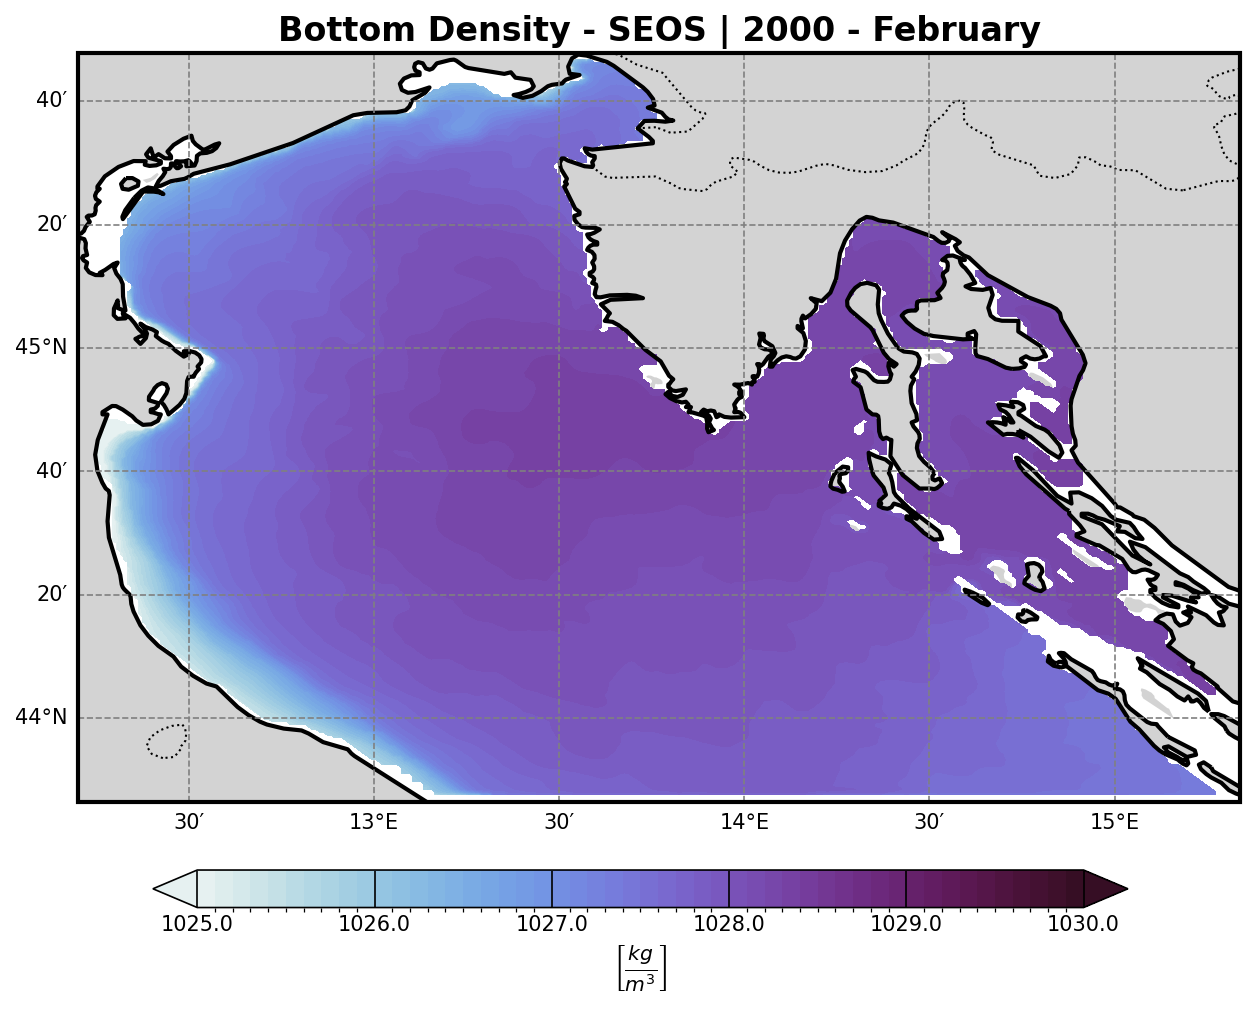 Bottom Density - SEOS | 2000 - February
40′
20′
45°N
40′
20′
44°N
30′ 13°E 30′ 14°E 30′ 15°E
1025.0 1026.0 1027.0 1028.0 1029.0 1030.0
[kg/m³]